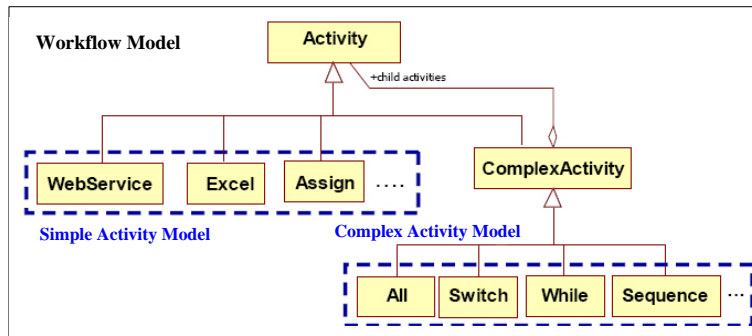 Workflow Model
Activity
+child activities
WebService
Excel
Assign
....
ComplexActivity
Simple Activity Model
Complex Activity Model
All
Switch
While
Sequence
...